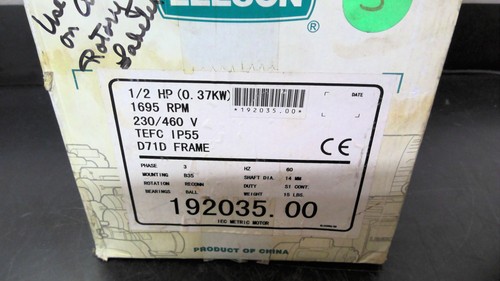 Use
on
Rotary
LEESON®
1/2 HP (0.37KW)
1695 RPM
230/460 V
TEFC IP55
D71D FRAME
*192035.00*
DATE
CE
PHASE 3 HZ 60
MOUNTING B35 SHAFT DIA. 14 MM
ROTATION DUTY S1 CONT.
BEARINGS BALL WEIGHT LBS.
192035.00
IEC METRIC MOTOR
PRODUCT OF CHINA